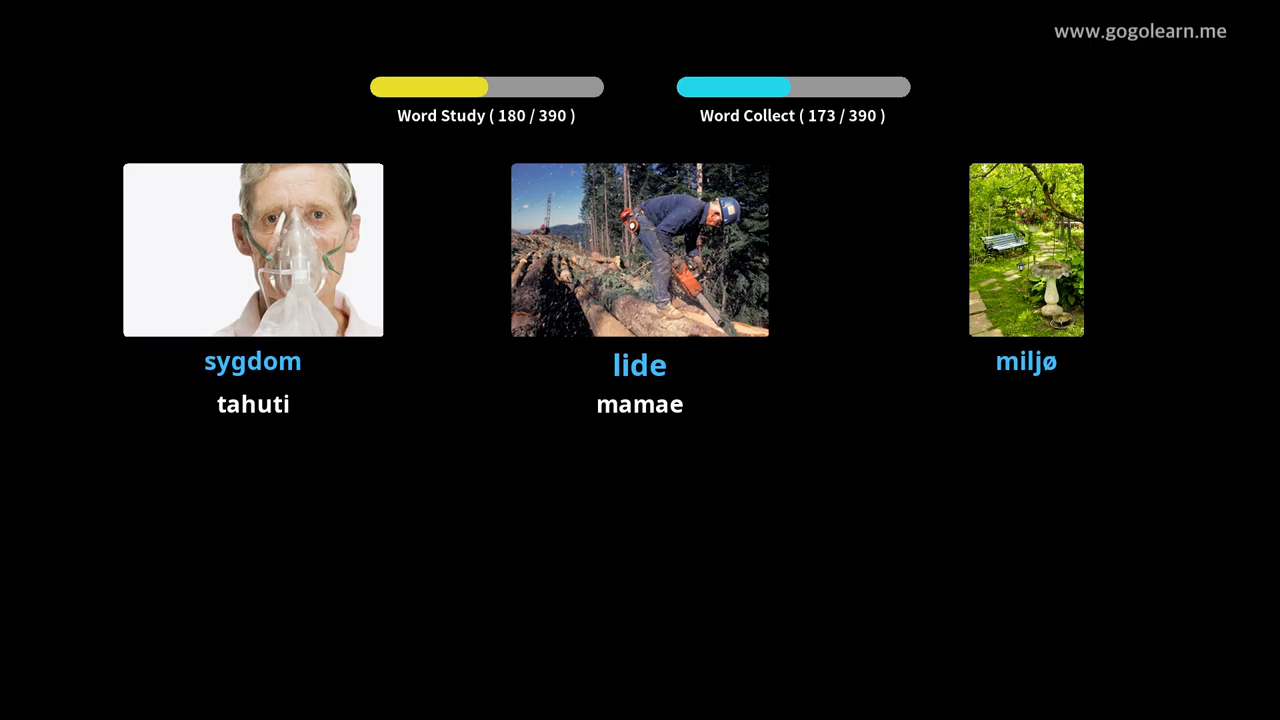 www.gogolearn.me
Word Study ( 180 / 390 )
Word Collect ( 173 / 390 )
sygdom
lide
miljø
tahuti
mamae